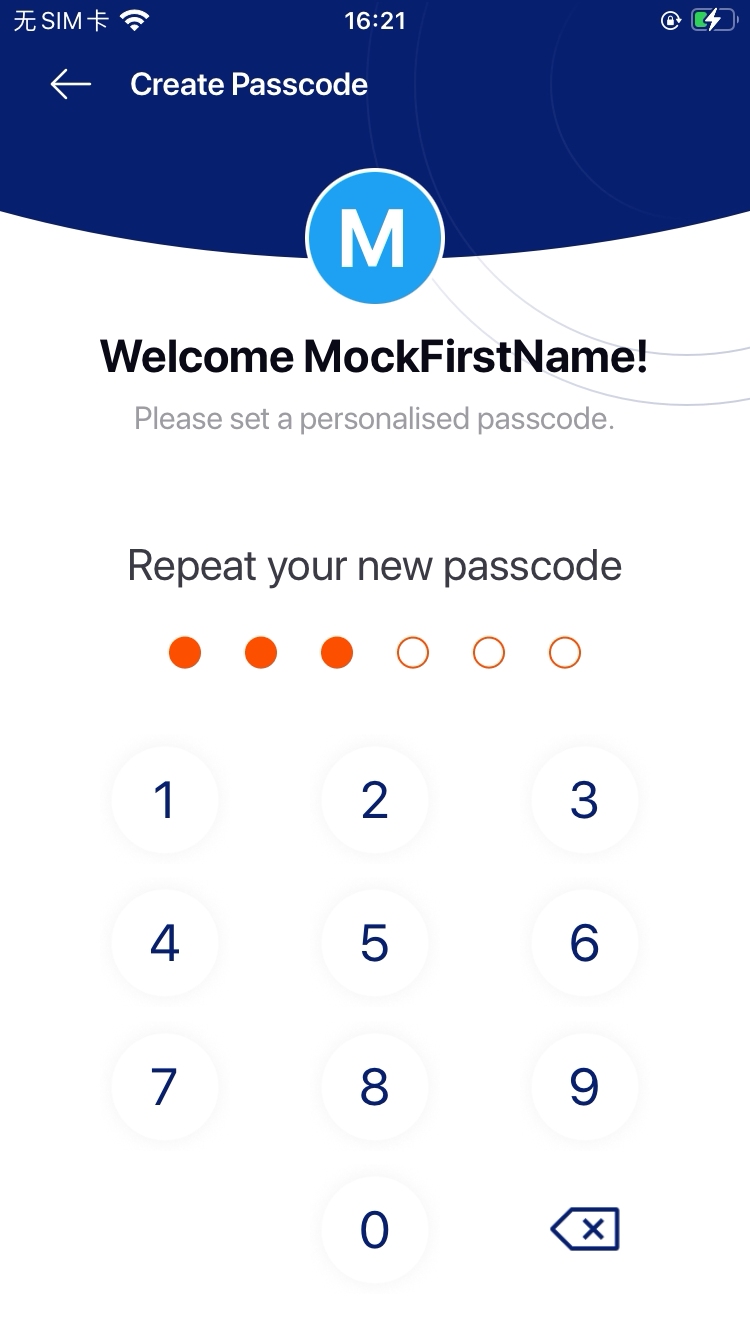 无 SIM 卡 16:21
Create Passcode
M
Welcome MockFirstName!
Please set a personalised passcode.
Repeat your new passcode
1 2 3
4 5 6
7 8 9
0